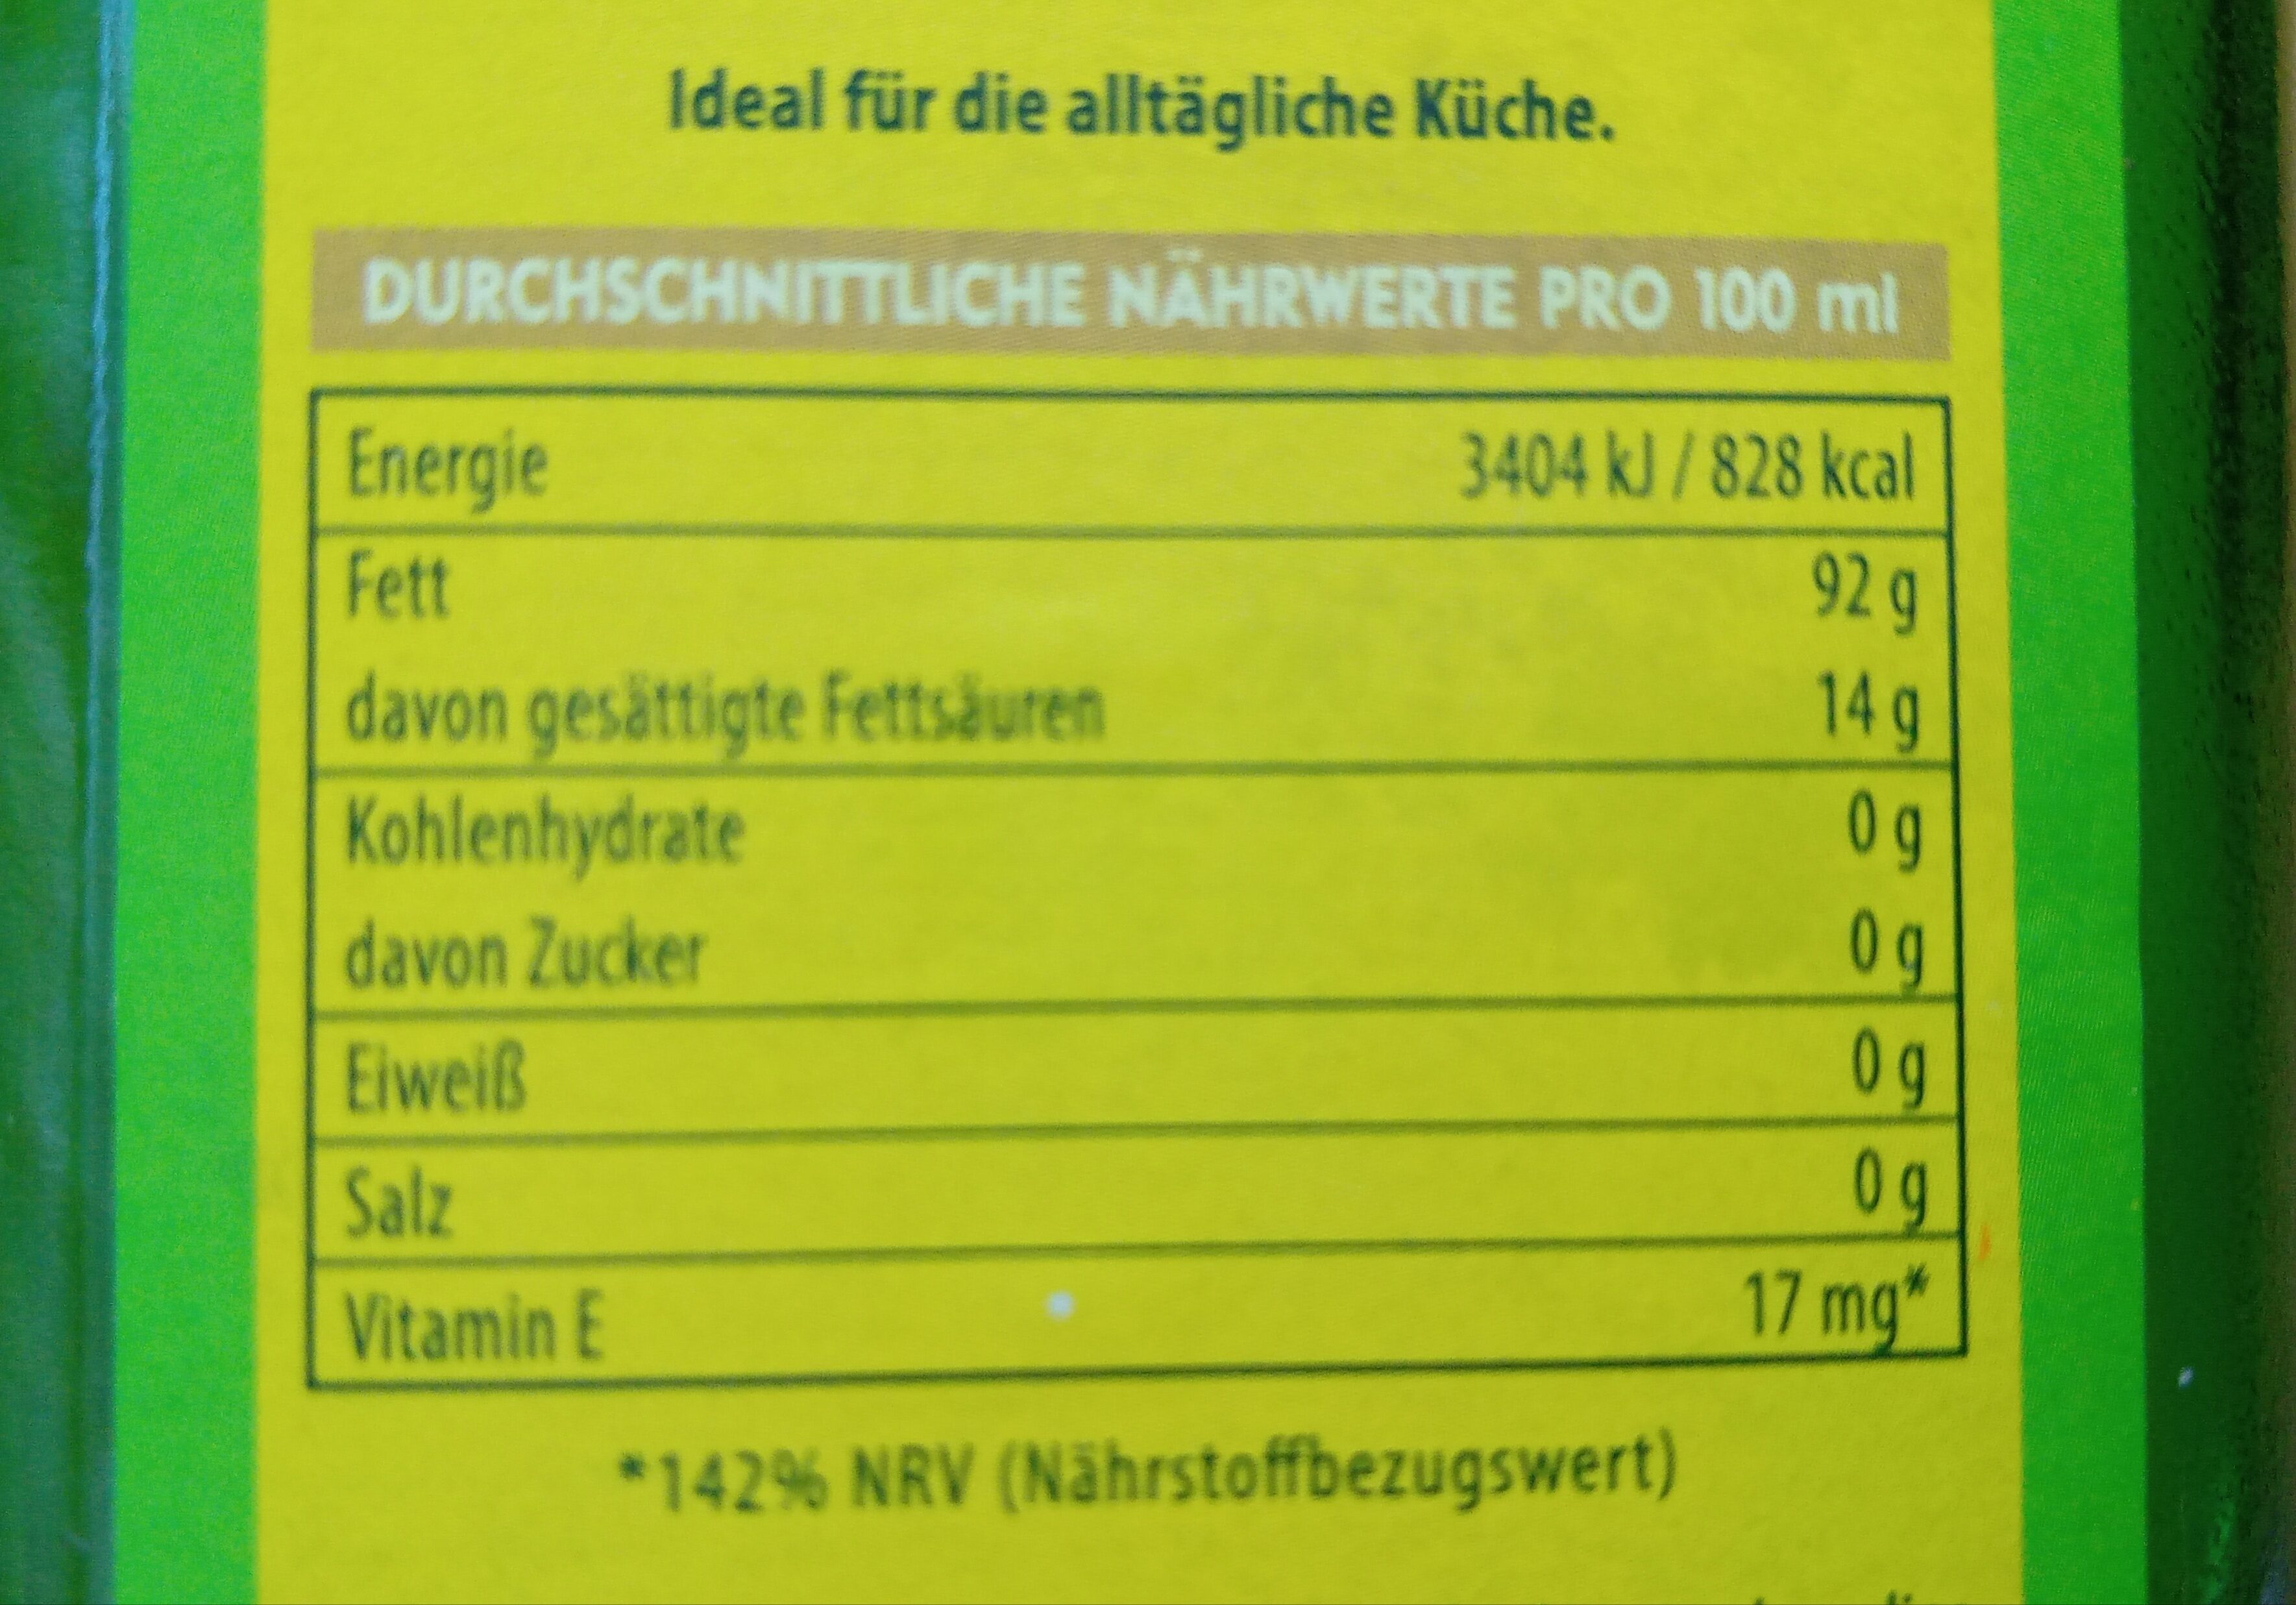 Ideal für die alltägliche Küche.
DURCHSCHNITTLICHE NÄHRWERTE PRO 100 ml
Energie 3404 kJ / 828 kcal
Fett 92 g
davon gesättigte Fettsäuren 14 g
Kohlenhydrate 0 g
davon Zucker 0 g
Eiweiß 0 g
Salz 0 g
Vitamin E 17 mg*
*142% NRV (Nährstoffbezugswert)